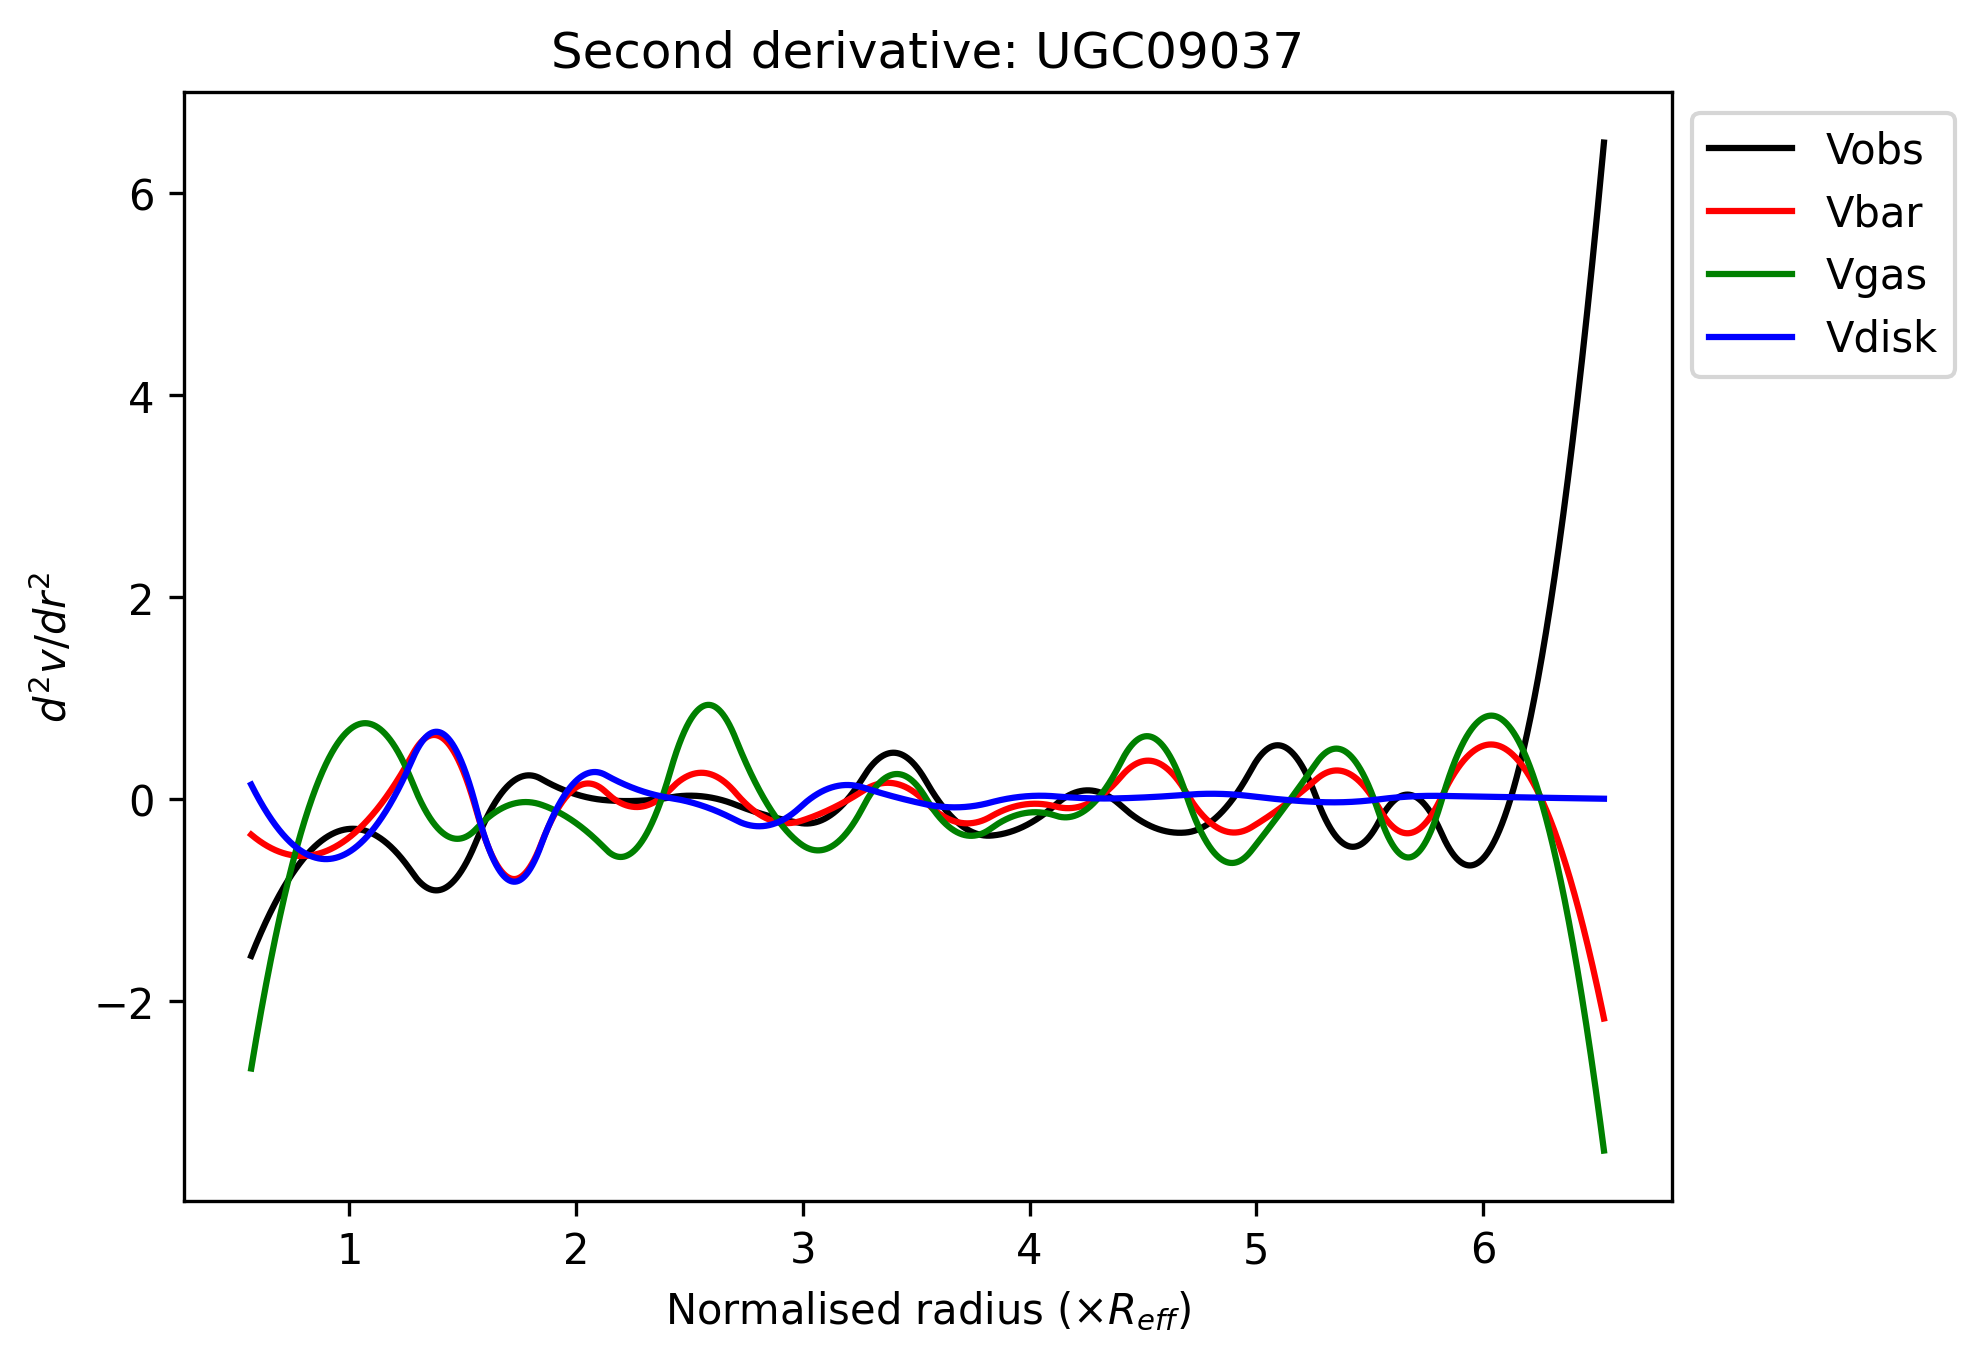 Second derivative: UGC09037
Vobs
Vbar
Vgas
Vdisk
6
4
2
0
−2
d²v/dr²
1 2 3 4 5 6
Normalised radius (×R_eff)